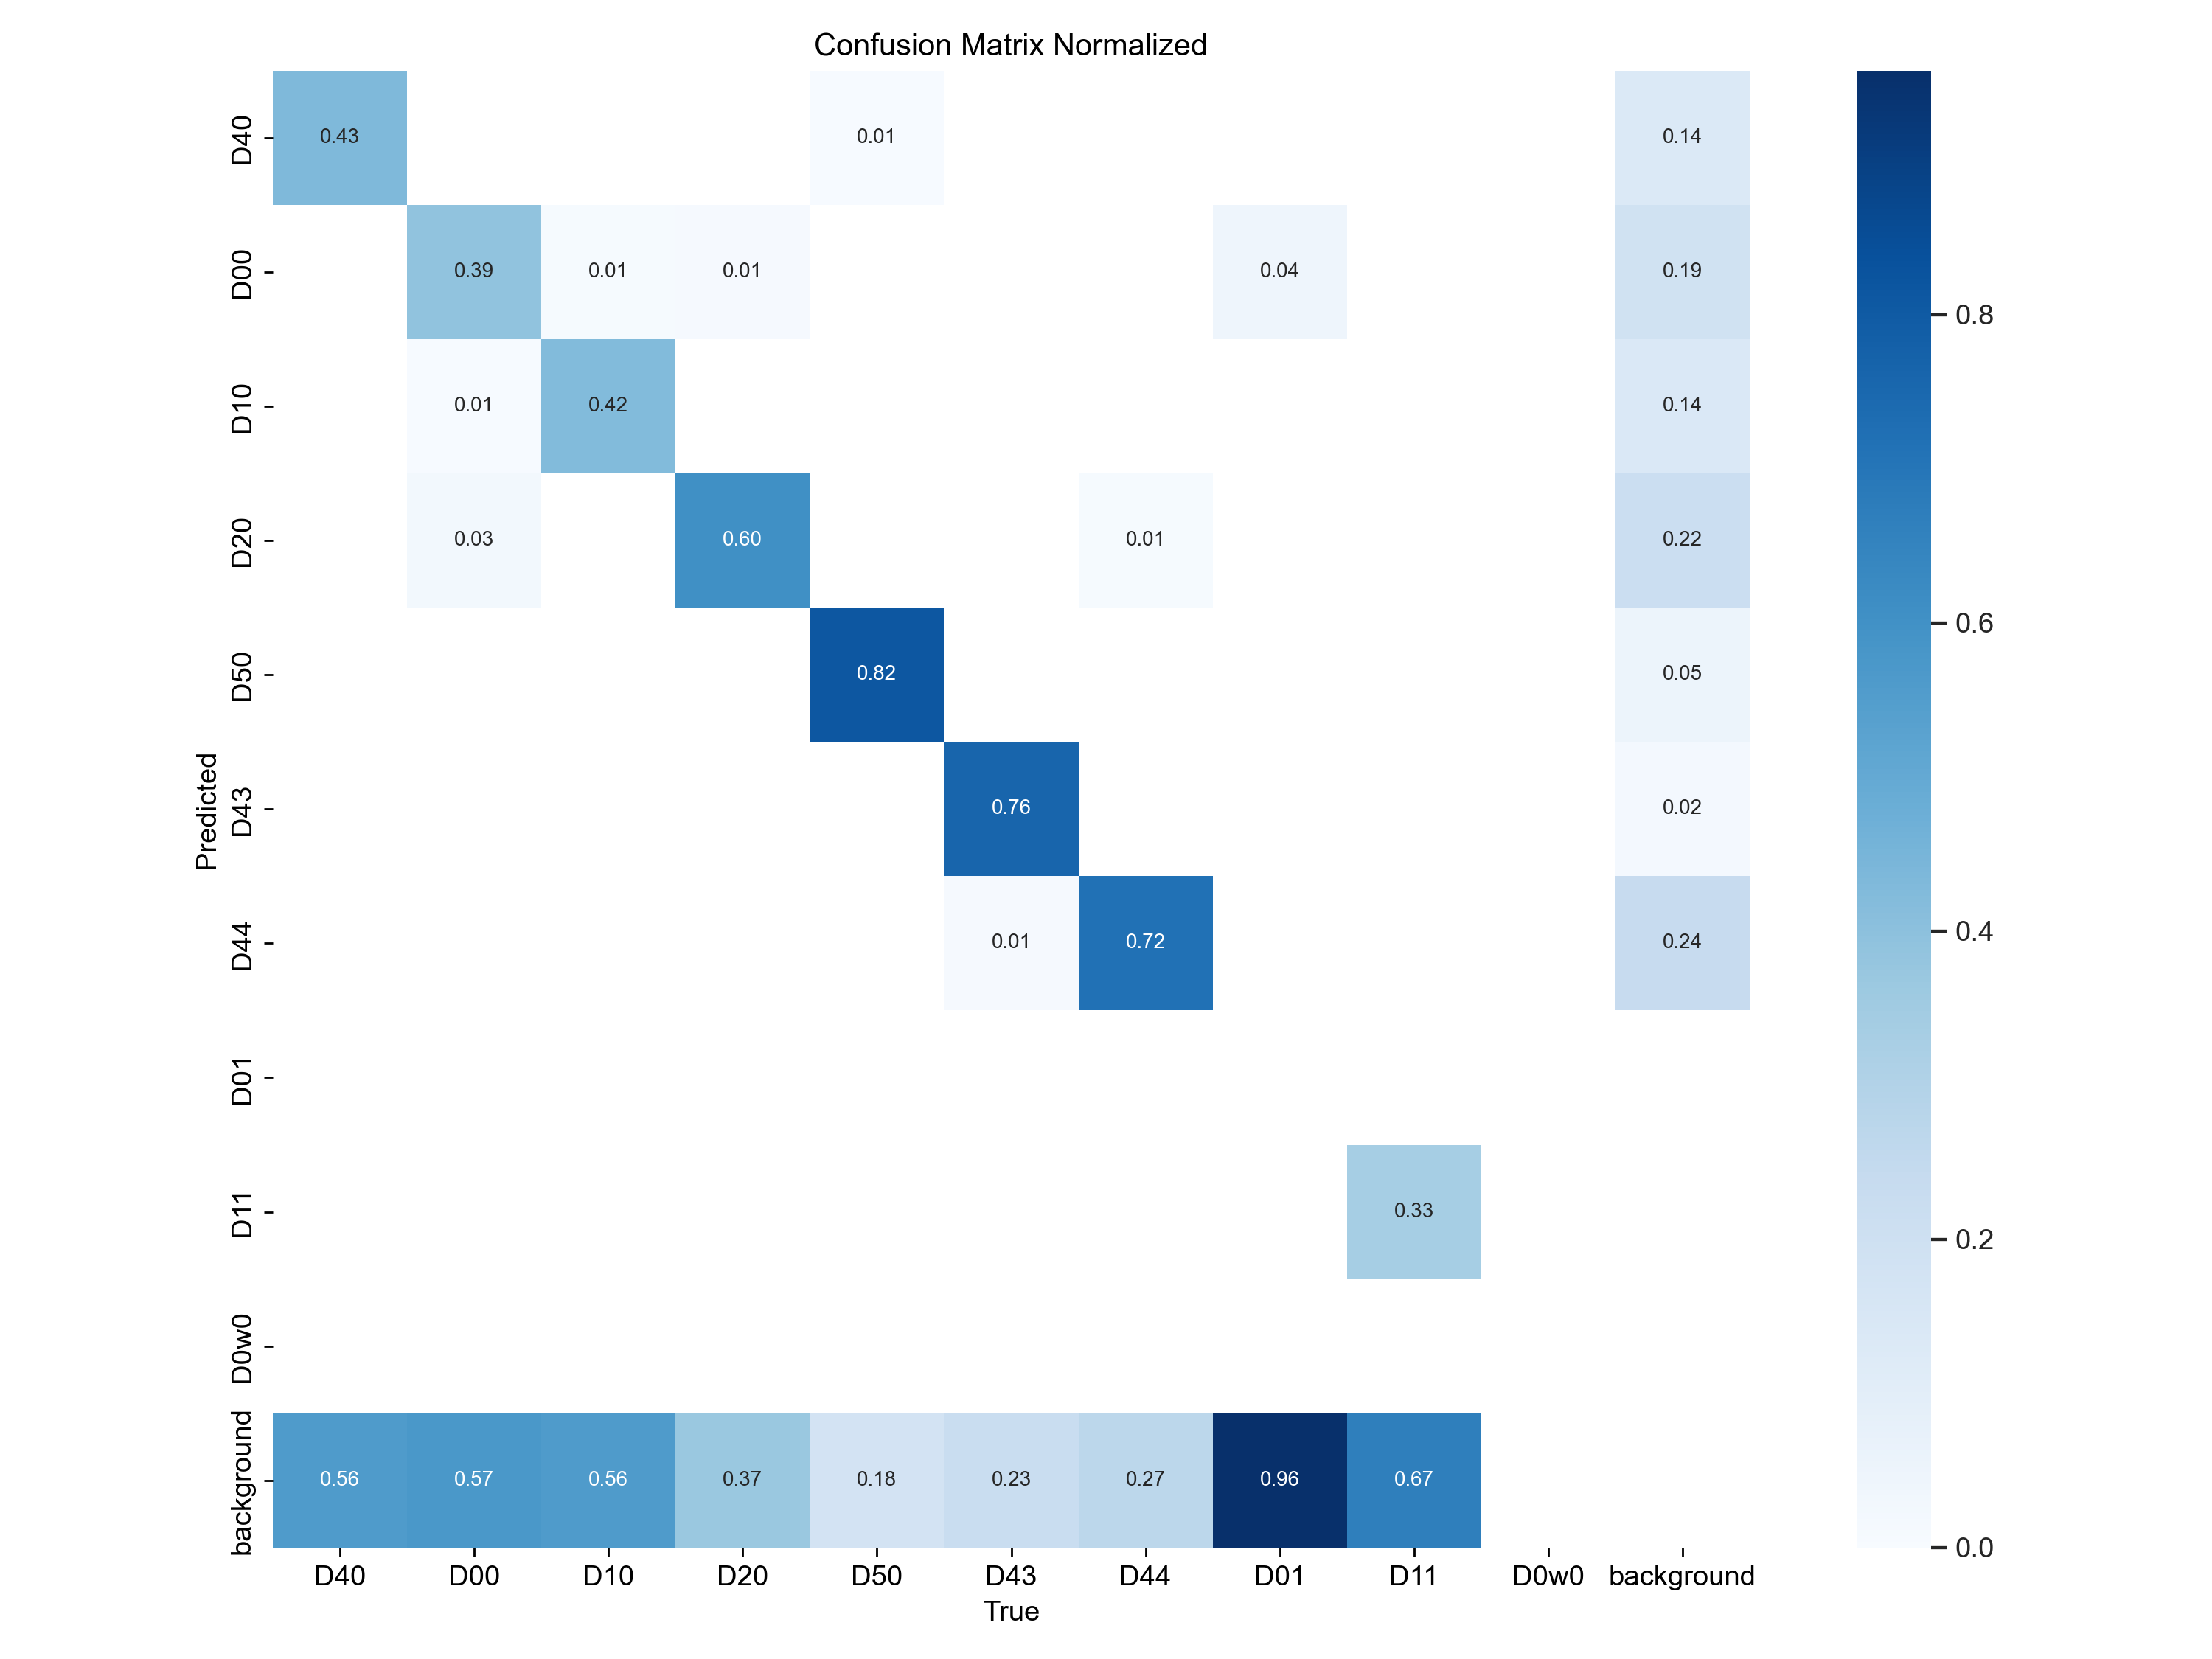 Confusion Matrix Normalized
D40 0.43 0.01 0.14
D00 0.39 0.01 0.01 0.04 0.19
D10 0.01 0.42 0.14
D20 0.03 0.60 0.01 0.22
D50 0.82 0.05
D43 0.76 0.02
D44 0.01 0.72 0.24
D01
D11 0.33
D0w0
background 0.56 0.57 0.56 0.37 0.18 0.23 0.27 0.96 0.67
Predicted
D40 D00 D10 D20 D50 D43 D44 D01 D11 D0w0 background
True
0.8
0.6
0.4
0.2
0.0